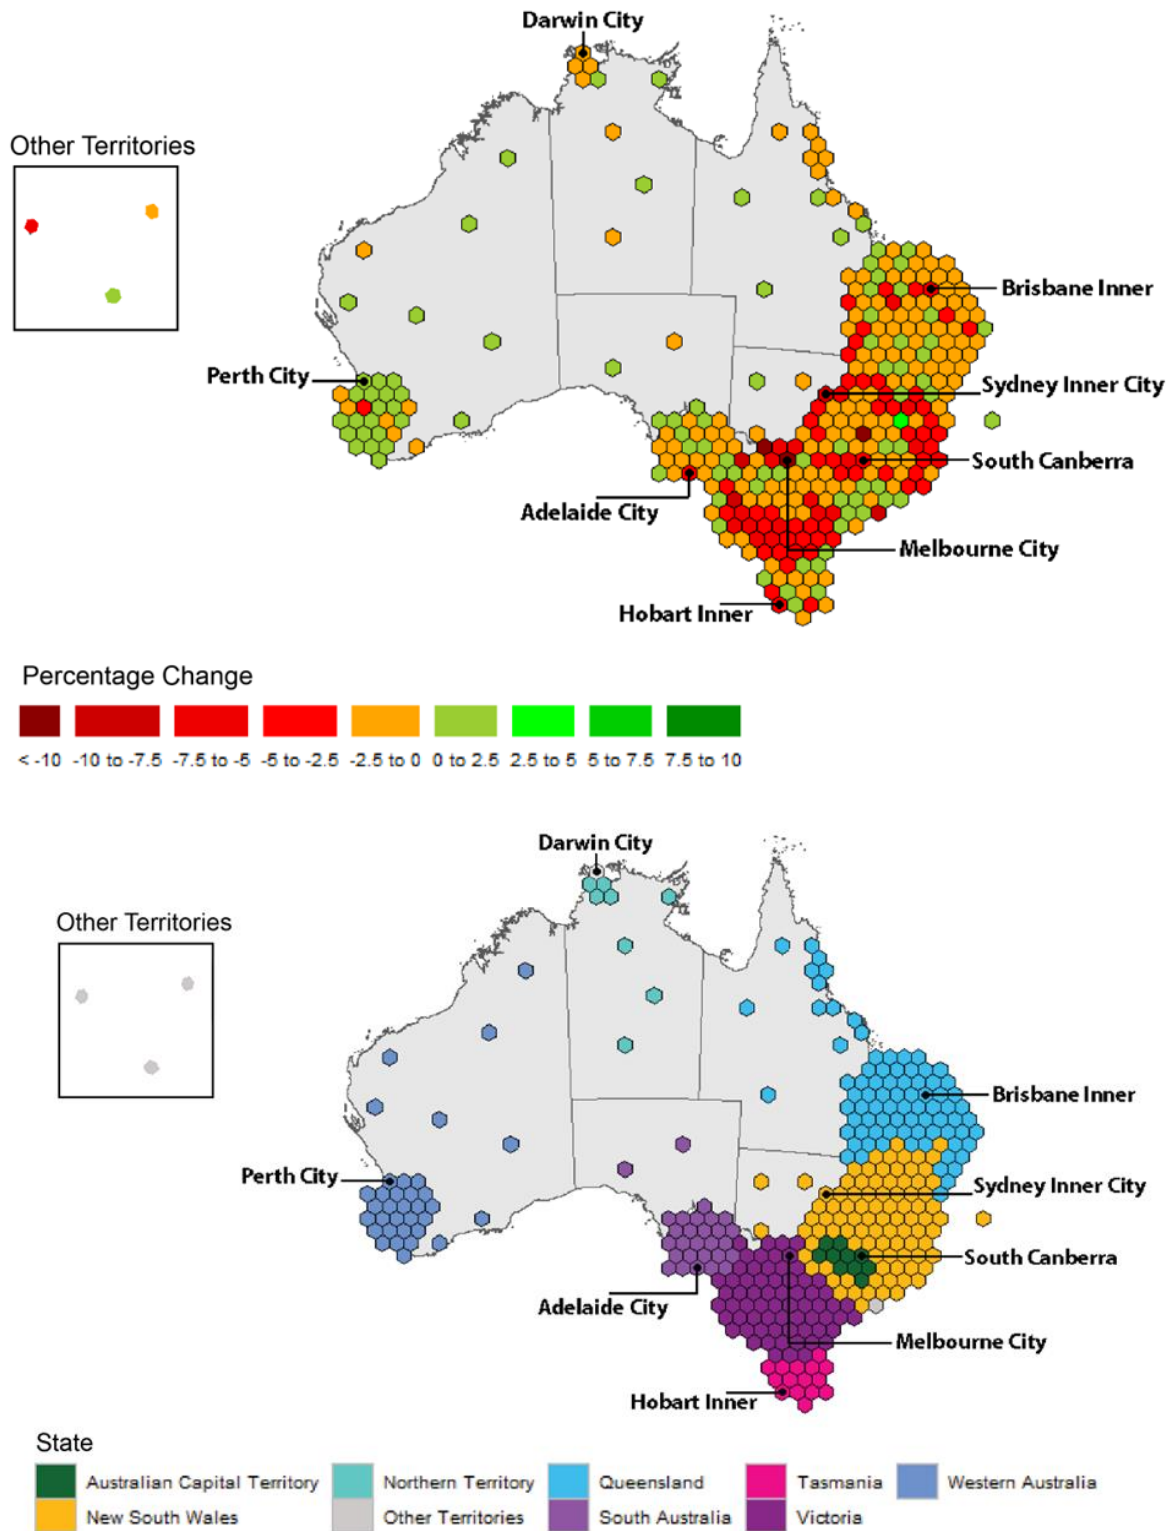 Darwin City
Other Territories
Brisbane Inner
Perth City
Sydney Inner City
South Canberra
Adelaide City
Melbourne City
Hobart Inner
Percentage Change
< -10 -10 to -7.5 -7.5 to -5 -5 to -2.5 -2.5 to 0 0 to 2.5 2.5 to 5 5 to 7.5 7.5 to 10
Darwin City
Other Territories
Brisbane Inner
Perth City
Sydney Inner City
South Canberra
Adelaide City
Melbourne City
Hobart Inner
State
Australian Capital Territory Northern Territory Queensland Tasmania Western Australia
New South Wales Other Territories South Australia Victoria